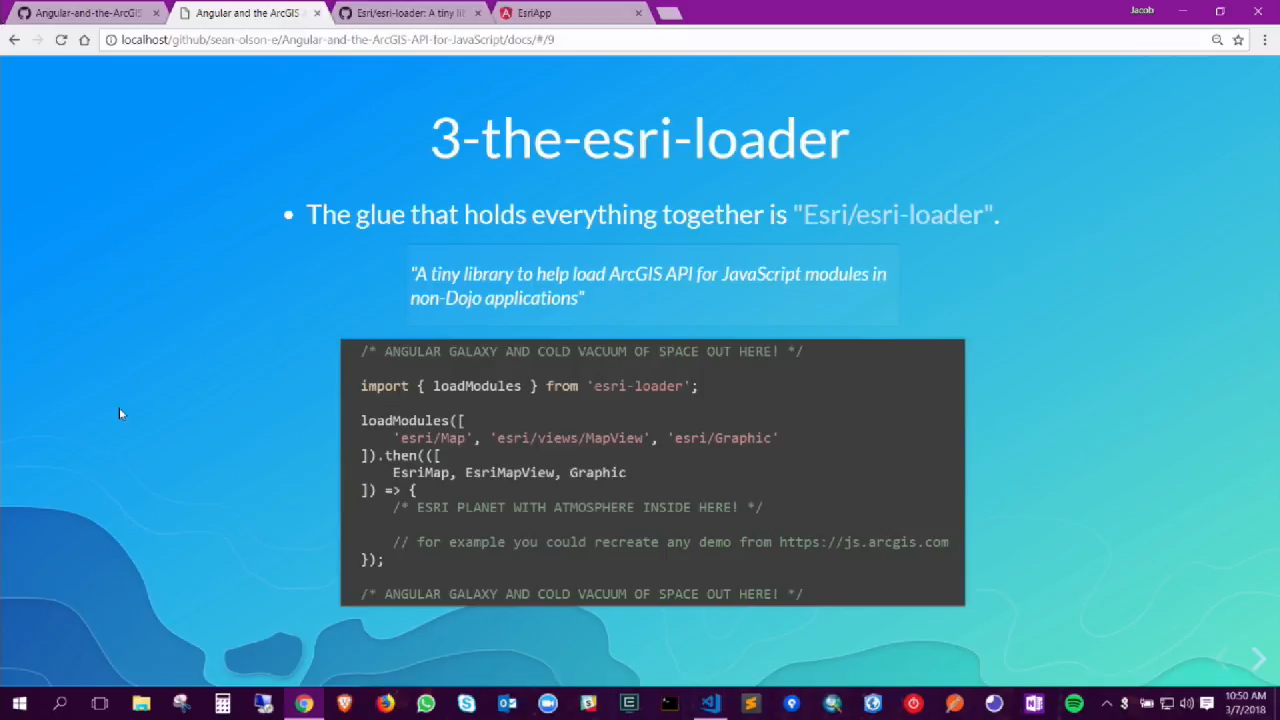 Angular-and-the-ArcGIS
Angular and the ArcGIS
Esri/esri-loader: A tiny li
EsriApp
Jacob
localhost/github/sean-olson-e/Angular-and-the-ArcGIS-API-for-JavaScript/docs/#/9
3-the-esri-loader
• The glue that holds everything together is "Esri/esri-loader".
"A tiny library to help load ArcGIS API for JavaScript modules in
non-Dojo applications"
/* ANGULAR GALAXY AND COLD VACUUM OF SPACE OUT HERE! */
import { loadModules } from 'esri-loader';
loadModules([
'esri/Map', 'esri/views/MapView', 'esri/Graphic'
]).then(([
EsriMap, EsriMapView, Graphic
]) => {
/* ESRI PLANET WITH ATMOSPHERE INSIDE HERE! */
// for example you could recreate any demo from https://js.arcgis.com
});
/* ANGULAR GALAXY AND COLD VACUUM OF SPACE OUT HERE! */
10:50 AM
3/7/2018